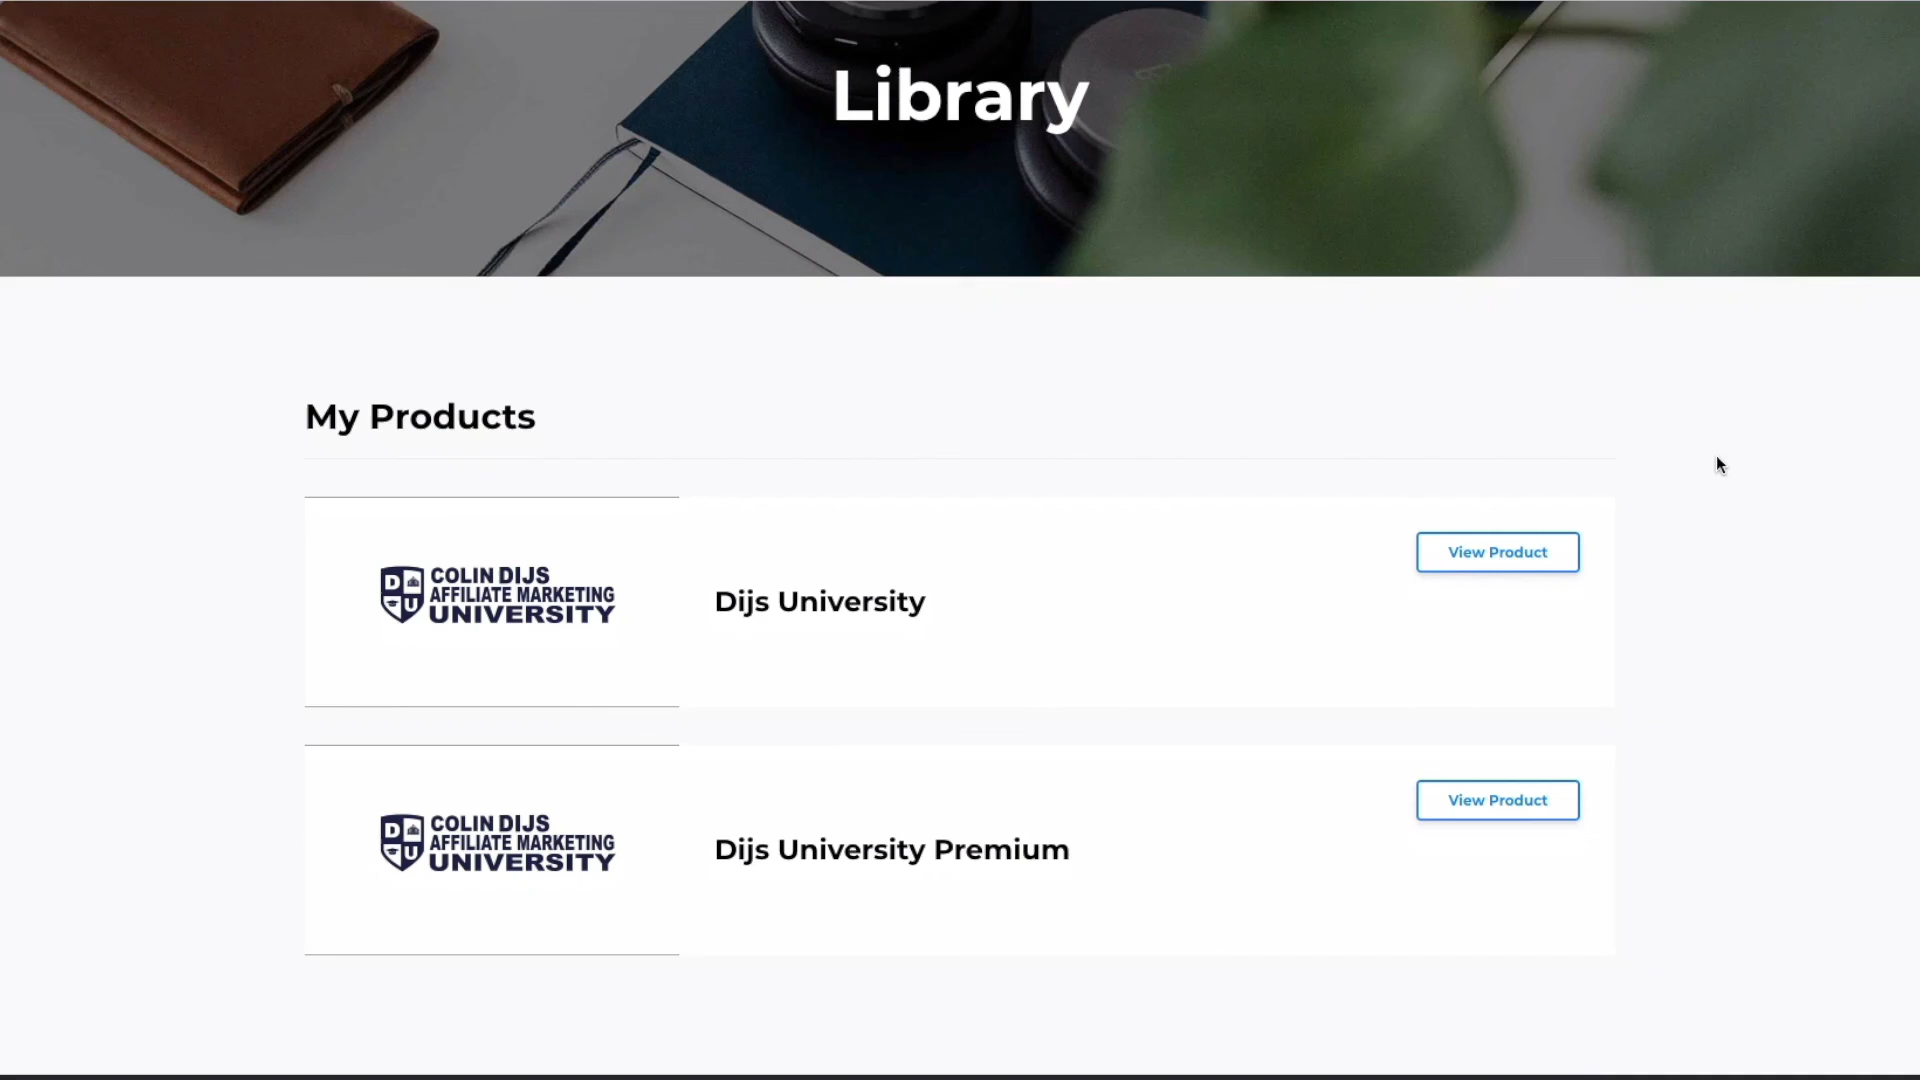 Library
My Products
D
U
COLIN DIJS
AFFILIATE MARKETING
UNIVERSITY
Dijs University
View Product
D
U
COLIN DIJS
AFFILIATE MARKETING
UNIVERSITY
Dijs University Premium
View Product